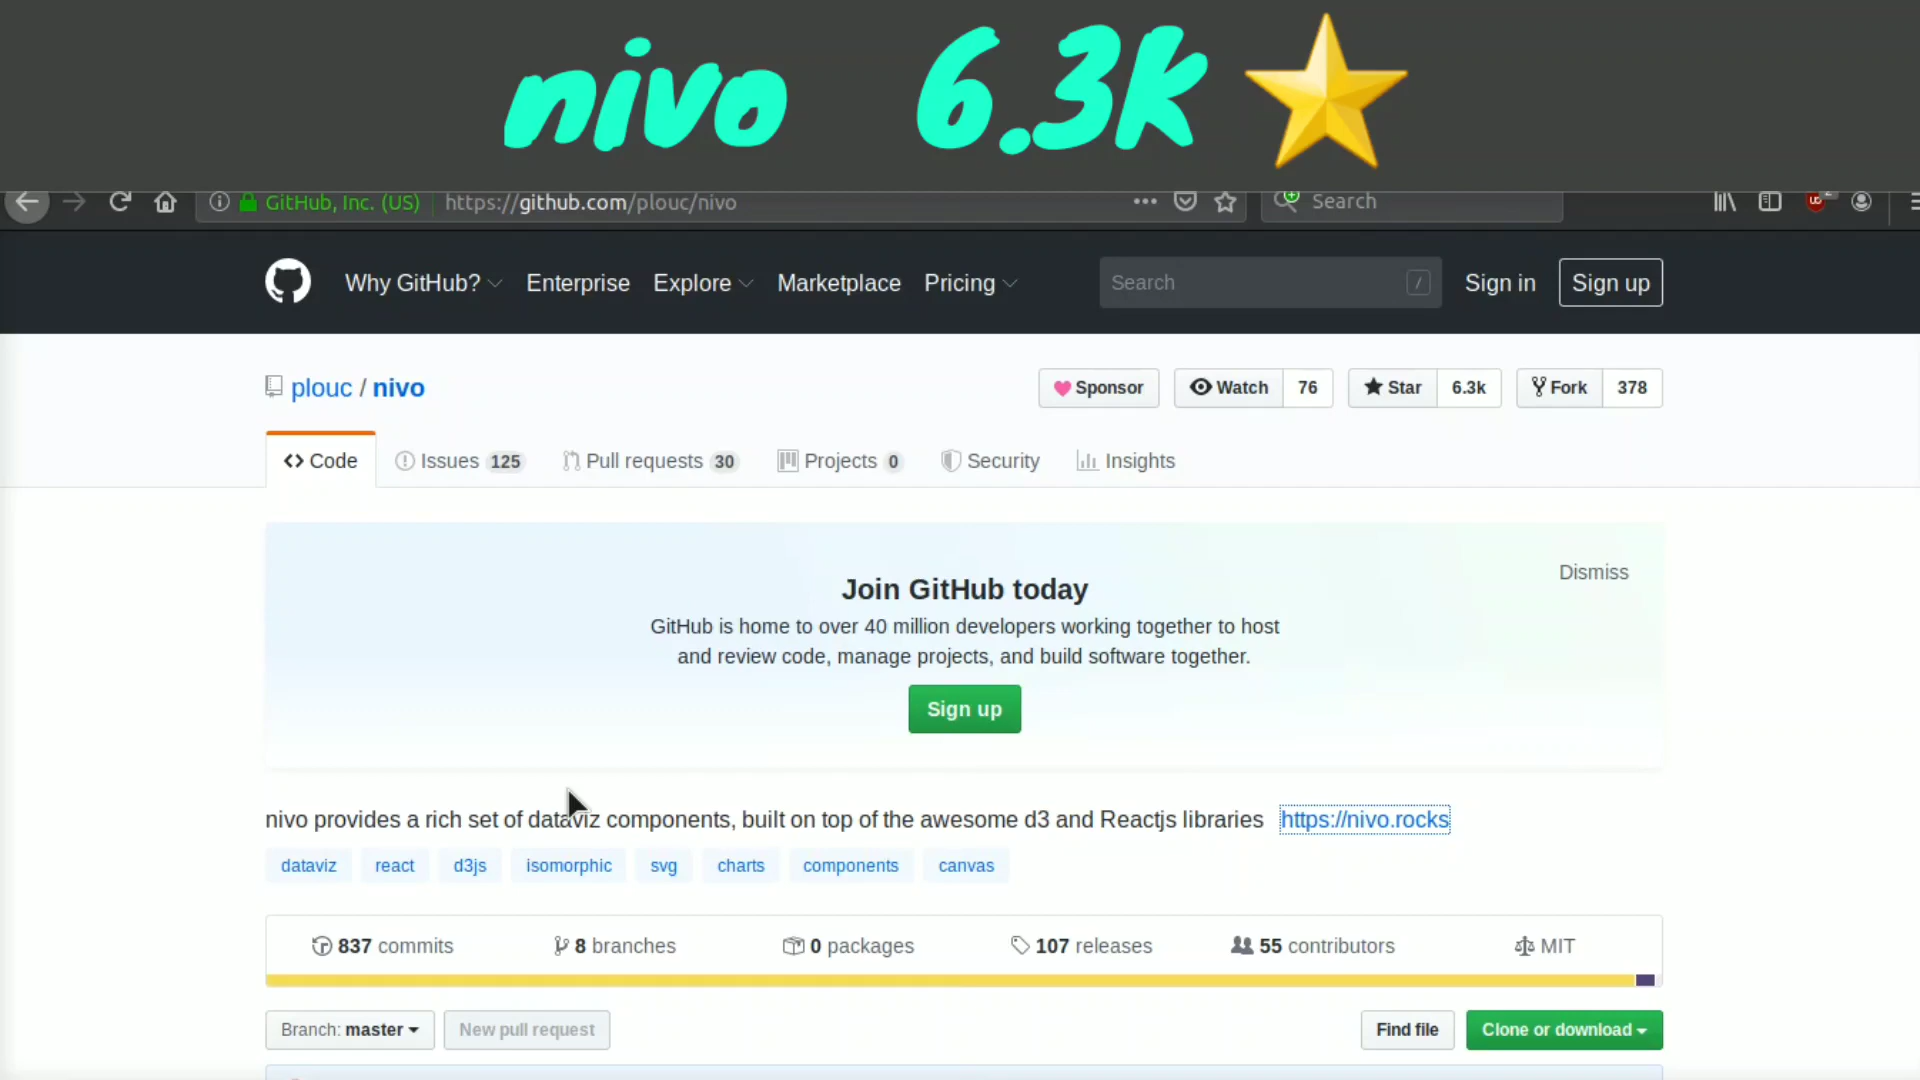 nivo 6.3K
GitHub, Inc. (US) https://github.com/plouc/nivo Search
Why GitHub? Enterprise Explore Marketplace Pricing Search / Sign in Sign up
plouc / nivo Sponsor Watch 76 Star 6.3k Fork 378
Code Issues 125 Pull requests 30 Projects 0 Security Insights
Dismiss
Join GitHub today
GitHub is home to over 40 million developers working together to host
and review code, manage projects, and build software together.
Sign up
nivo provides a rich set of dataviz components, built on top of the awesome d3 and Reactjs libraries https://nivo.rocks
dataviz react d3js isomorphic svg charts components canvas
837 commits 8 branches 0 packages 107 releases 55 contributors MIT
Branch: master New pull request Find file Clone or download